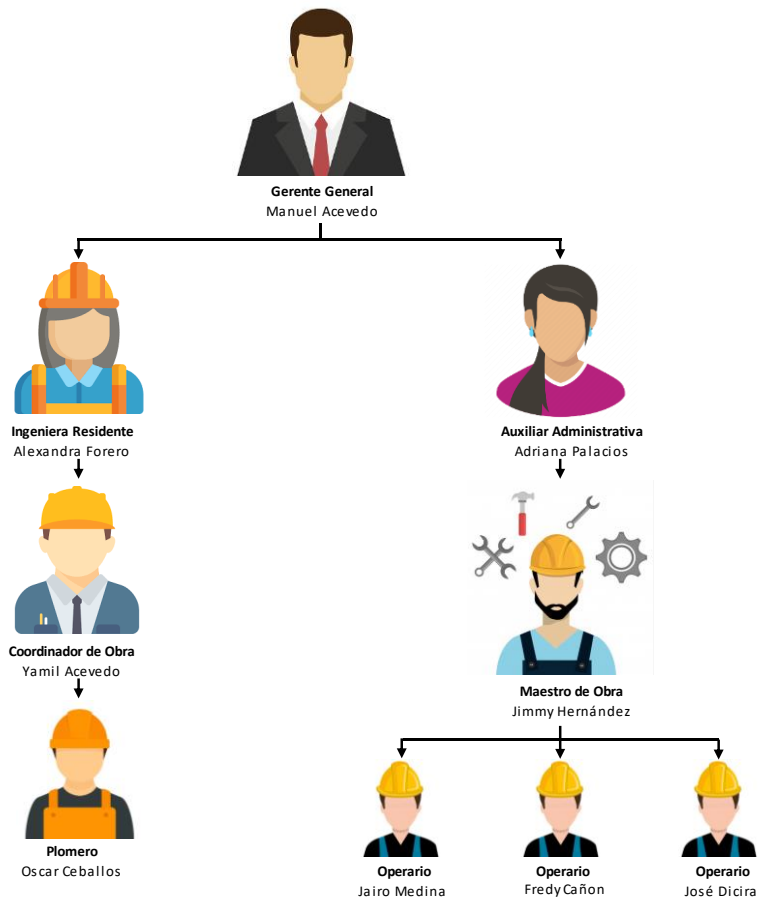 Gerente General
Manuel Acevedo
Ingeniera Residente
Alexandra Forero
Auxiliar Administrativa
Adriana Palacios
Coordinador de Obra
Yamil Acevedo
Maestro de Obra
Jimmy Hernández
Plomero
Oscar Ceballos
Operario
Jairo Medina
Operario
Fredy Cañon
Operario
José Dicira